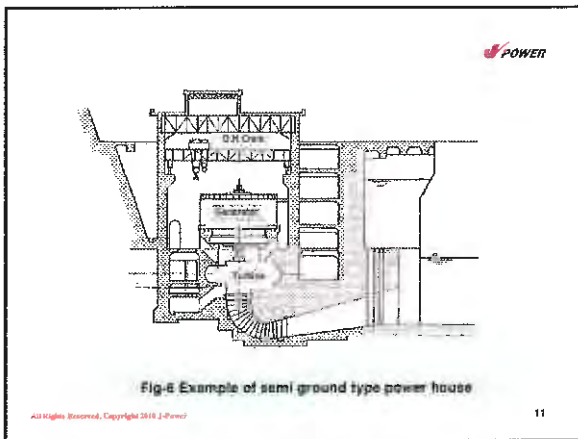 J POWER
O.H.Crane
Generator
Turbine
Fig-6 Example of semi ground type power house
All Rights Reserved, Copyright 2010 J-Power
11